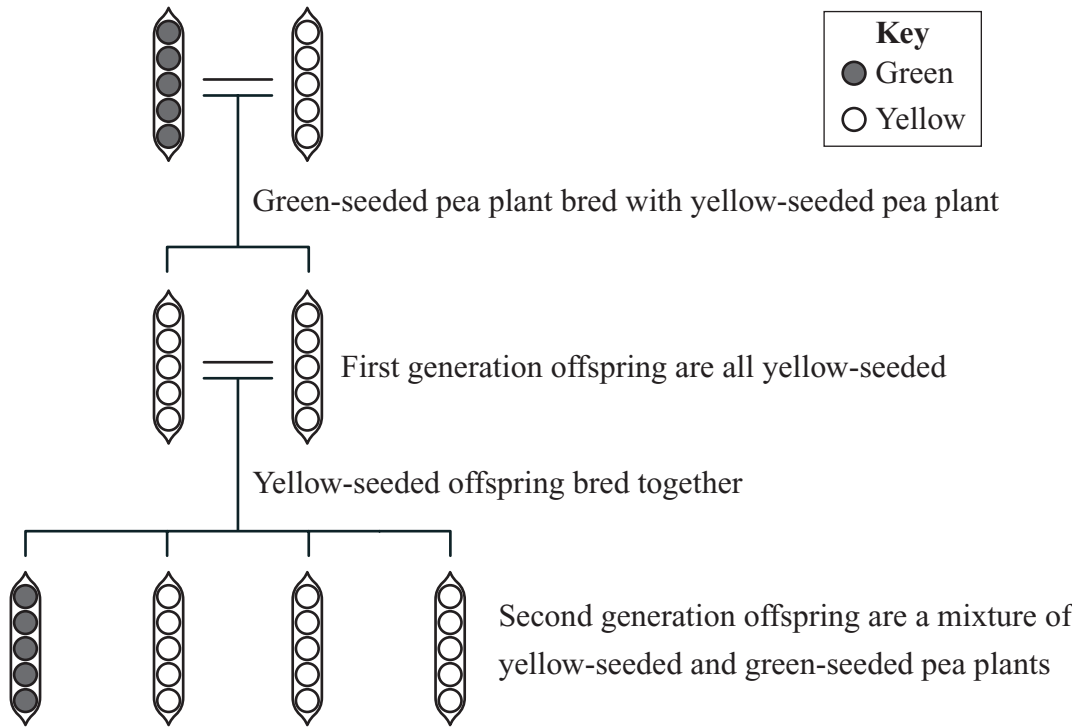 Key
Green
Yellow
Green-seeded pea plant bred with yellow-seeded pea plant
First generation offspring are all yellow-seeded
Yellow-seeded offspring bred together
Second generation offspring are a mixture of
yellow-seeded and green-seeded pea plants